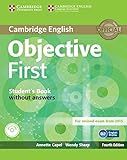 Cambridge English
OFFICIAL
Objective
First
Student's Book
without answers
For revised exam from 2015
Annette Capel Wendy Sharp
Fourth Edition